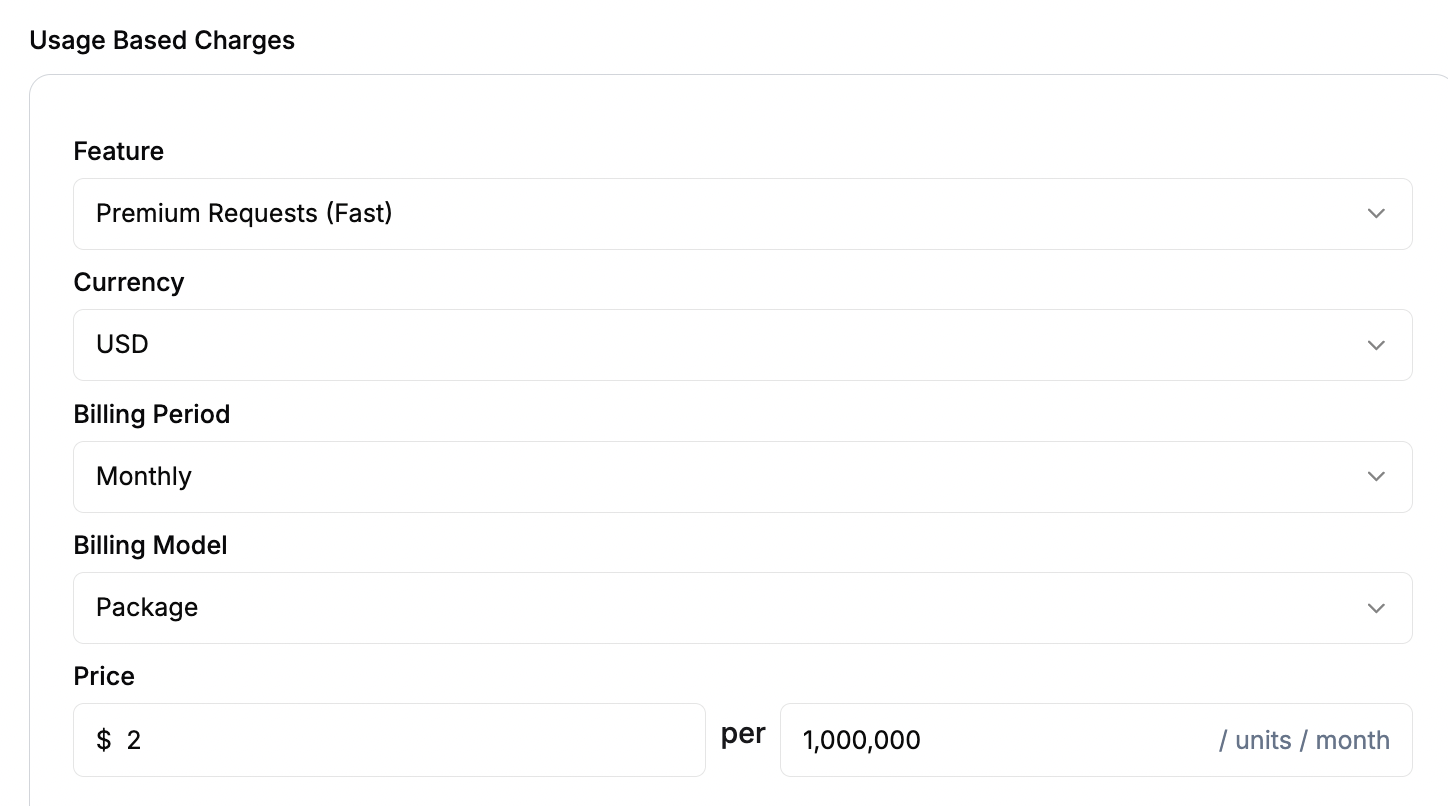 Usage Based Charges
Feature
Premium Requests (Fast)
Currency
USD
Billing Period
Monthly
Billing Model
Package
Price
$ 2 per 1,000,000 / units / month